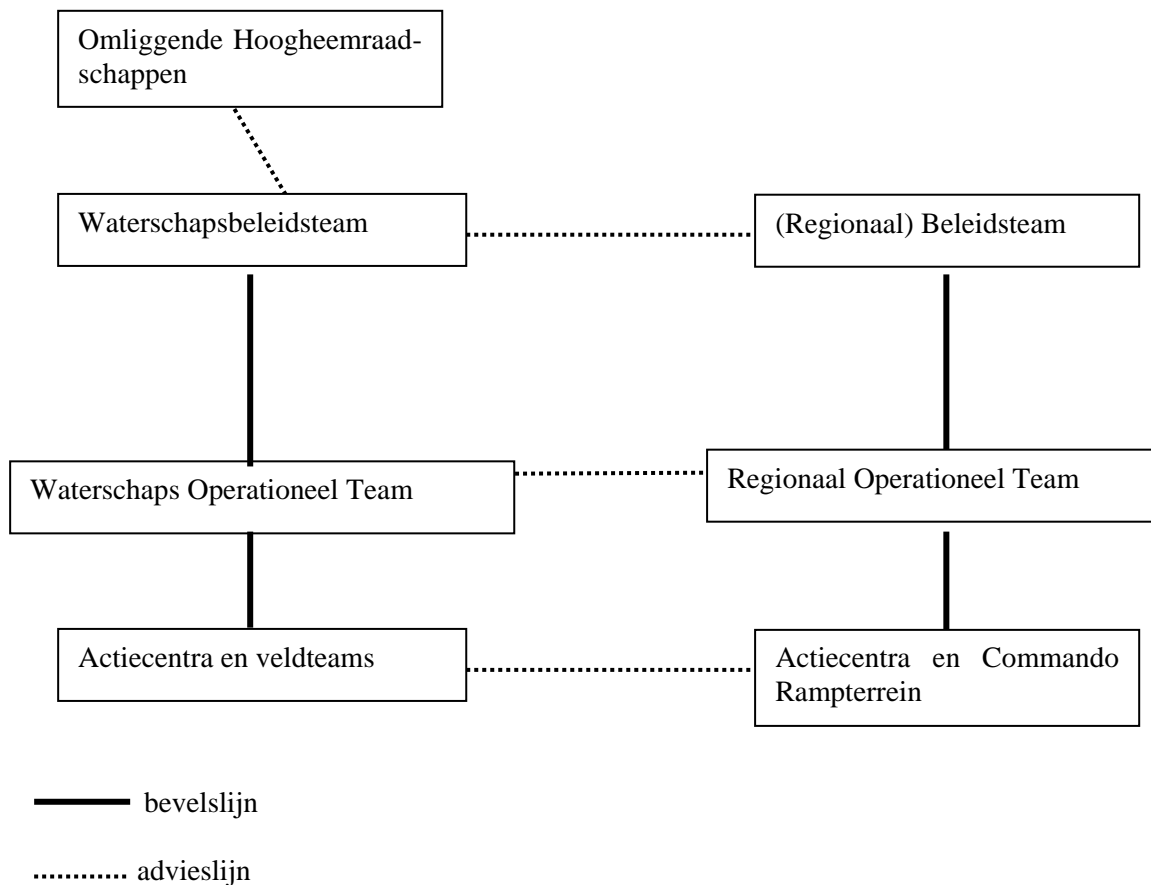 Omliggende Hoogheemraad-
schappen
Waterschapsbeleidsteam
(Regionaal) Beleidsteam
Waterschaps Operationeel Team
Regionaal Operationeel Team
Actiecentra en veldteams
Actiecentra en Commando
Rampterrein
bevelslijn
advieslijn